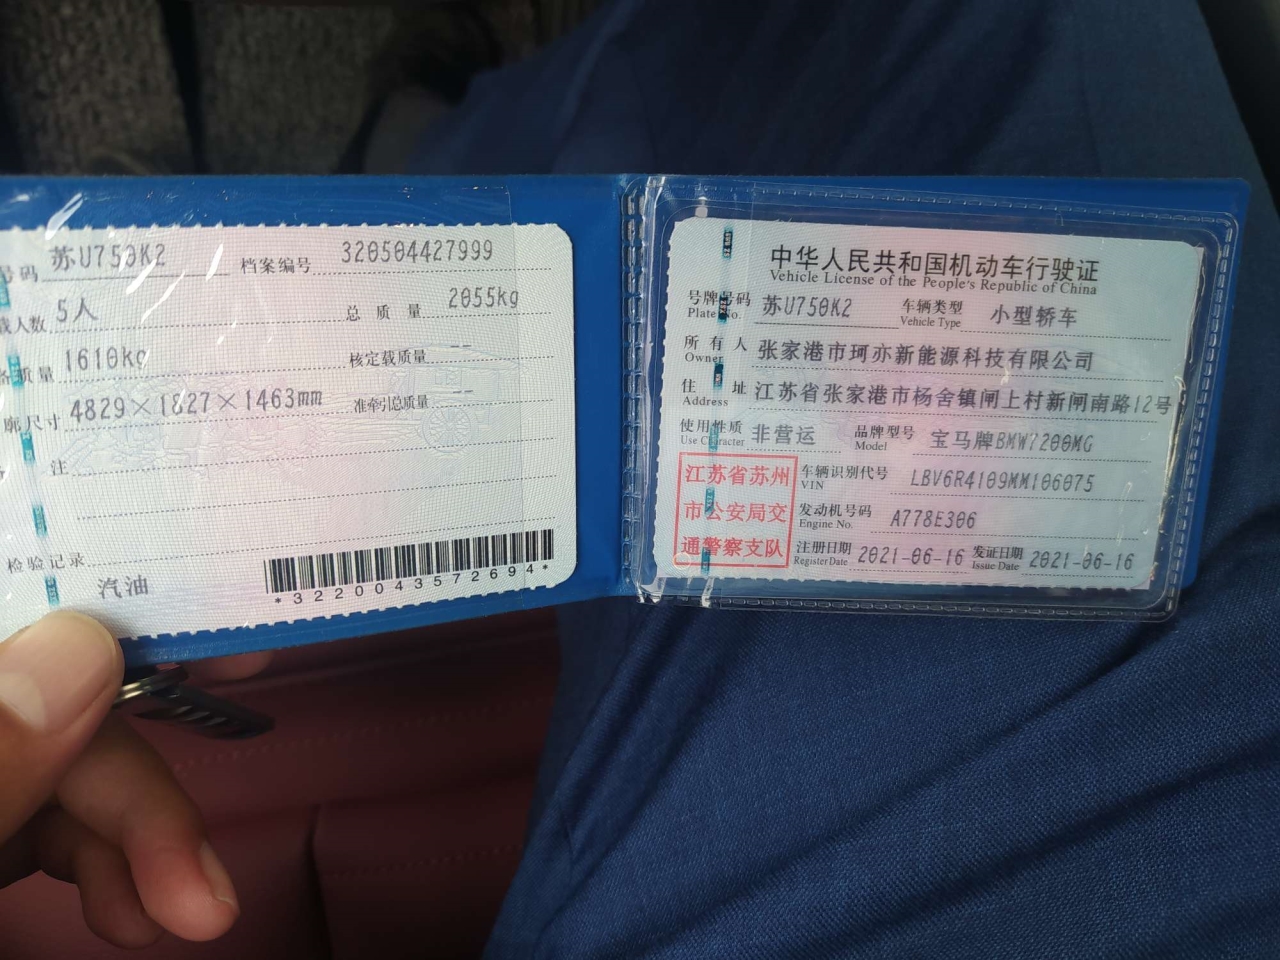 号码 苏U750K2 档案编号 320504427999
载人数 5人 总 质 量 2055kg
备质量 1610kg 核定载质量 --
廓尺寸 4829×1827×1463mm 准牵引总质量 --
注
检验记录
汽油
*3220043572694*
中华人民共和国机动车行驶证
Vehicle License of the People's Republic of China
号牌号码 苏U750K2 车辆类型 小型轿车
Plate No. Vehicle Type
所 有 人 张家港市珂亦新能源科技有限公司
Owner
住 址 江苏省张家港市杨舍镇闸上村新闸南路12号
Address
使用性质 非营运 品牌型号 宝马牌BMW7200MG
Use Character Model
江苏省苏州
市公安局交
通警察支队
车辆识别代号 LBV6R4109MM106075
VIN
发动机号码 A778E306
Engine No.
注册日期 2021-06-16 发证日期 2021-06-16
Register Date Issue Date